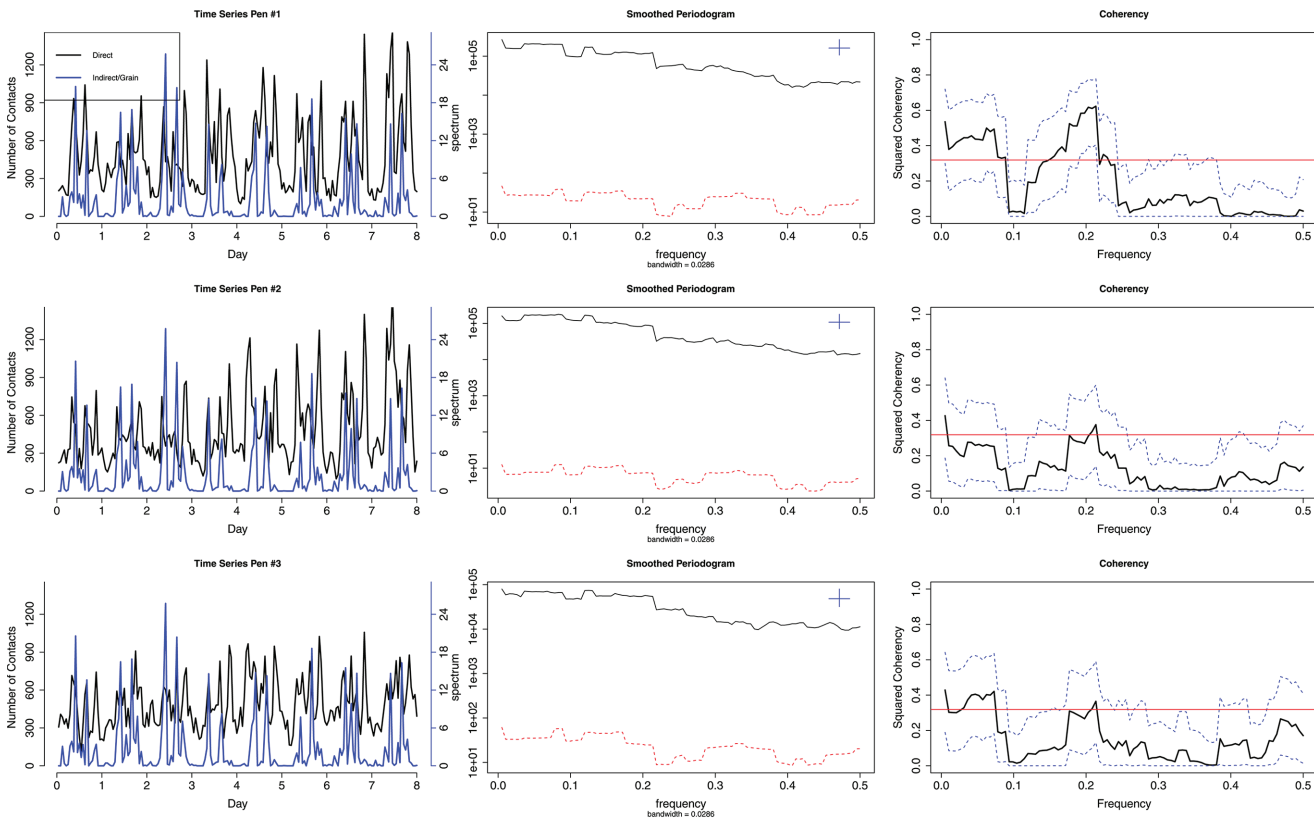 Time Series Pen #1
Smoothed Periodogram
Coherency
Direct
Indirect/Grain
Number of Contacts
0 300 600 900 1200
0 6 12 18 24
spectrum
0 1 2 3 4 5 6 7 8
Day
1e+01 1e+03 1e+05
0.0 0.1 0.2 0.3 0.4 0.5
frequency
bandwidth = 0.0286
Squared Coherency
0.0 0.2 0.4 0.6 0.8 1.0
0.0 0.1 0.2 0.3 0.4 0.5
Frequency
Time Series Pen #2
Smoothed Periodogram
Coherency
Number of Contacts
0 300 600 900 1200
0 6 12 18 24
spectrum
0 1 2 3 4 5 6 7 8
Day
1e+01 1e+03 1e+05
0.0 0.1 0.2 0.3 0.4 0.5
frequency
bandwidth = 0.0286
Squared Coherency
0.0 0.2 0.4 0.6 0.8 1.0
0.0 0.1 0.2 0.3 0.4 0.5
Frequency
Time Series Pen #3
Smoothed Periodogram
Coherency
Number of Contacts
0 300 600 900 1200
0 6 12 18 24
spectrum
0 1 2 3 4 5 6 7 8
Day
1e+01 1e+02 1e+03 1e+04 1e+05
0.0 0.1 0.2 0.3 0.4 0.5
frequency
bandwidth = 0.0286
Squared Coherency
0.0 0.2 0.4 0.6 0.8 1.0
0.0 0.1 0.2 0.3 0.4 0.5
Frequency